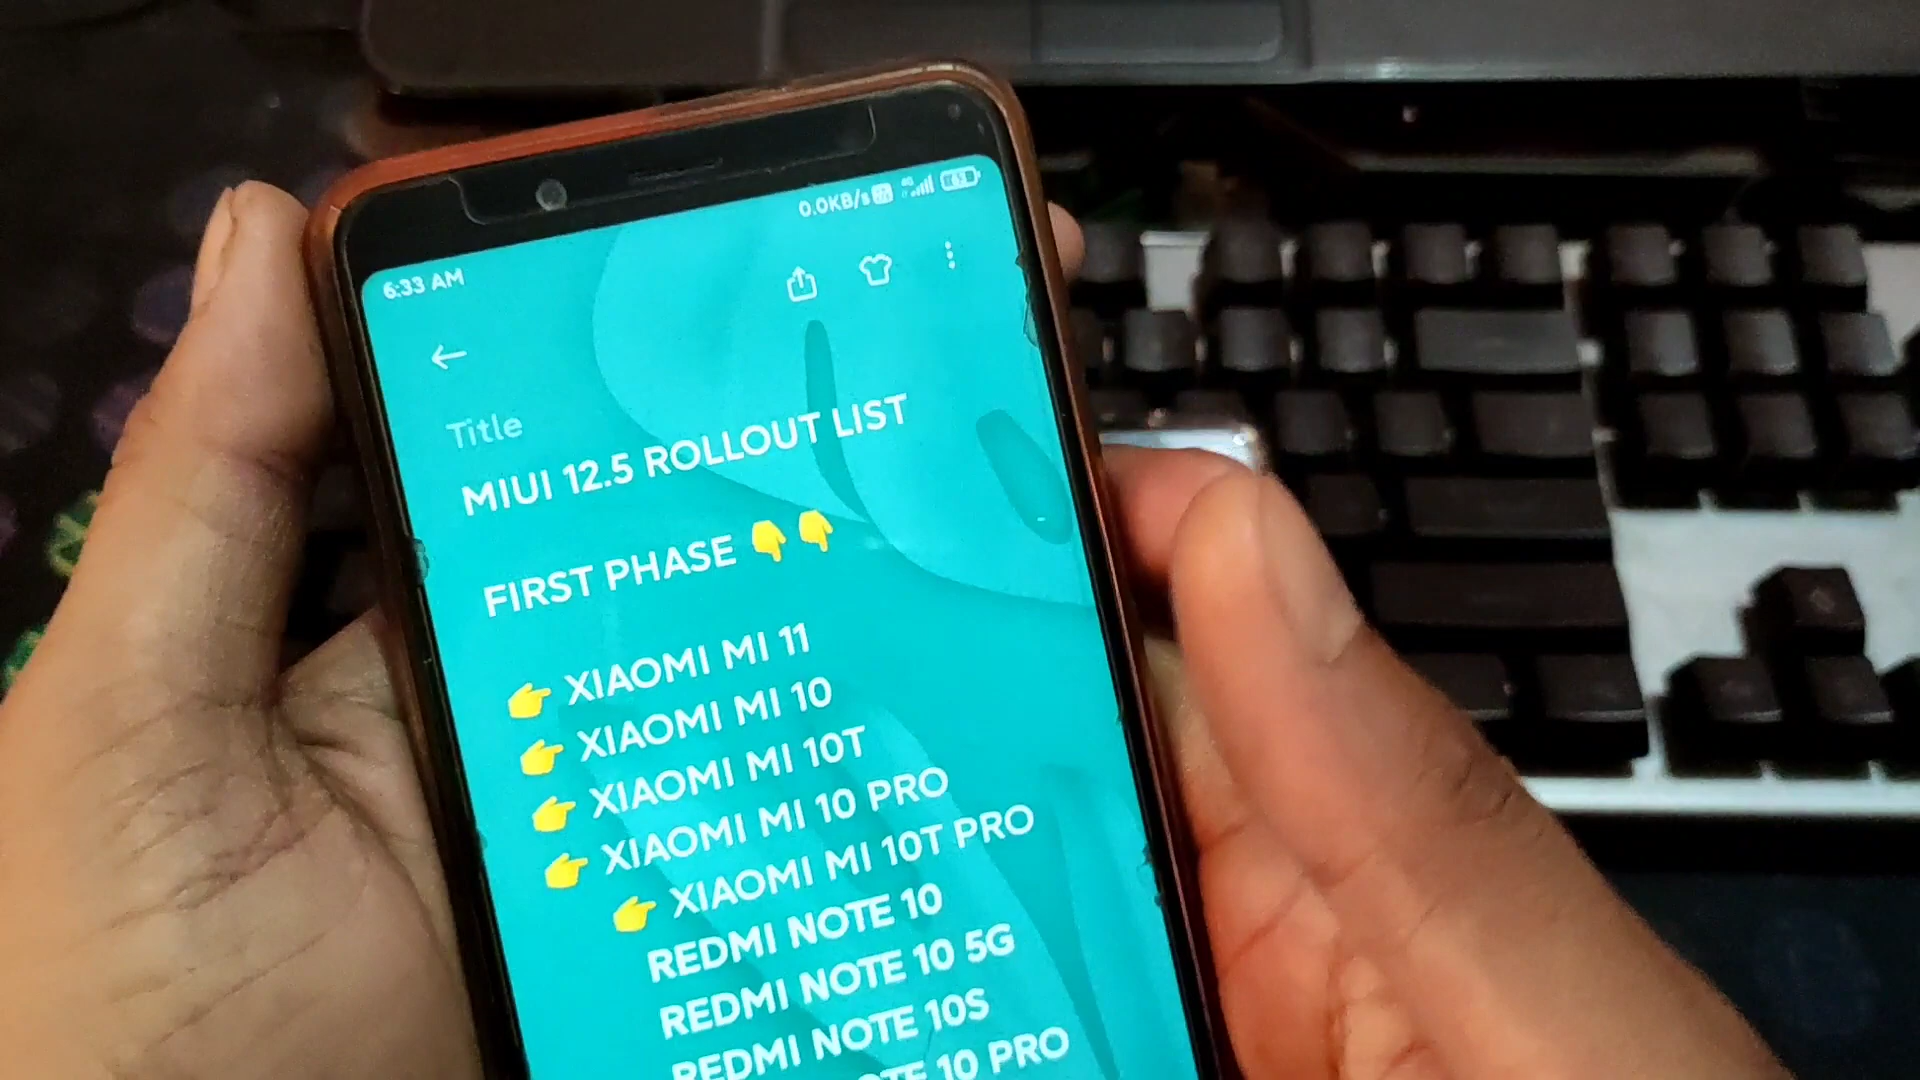 0.0KB/s
6:33 AM
Title
MIUI 12.5 ROLLOUT LIST
FIRST PHASE 👇👇
👉 XIAOMI MI 11
👉 XIAOMI MI 10
👉 XIAOMI MI 10T
👉 XIAOMI MI 10 PRO
👉 XIAOMI MI 10T PRO
REDMI NOTE 10
REDMI NOTE 10 5G
REDMI NOTE 10S
10 PRO